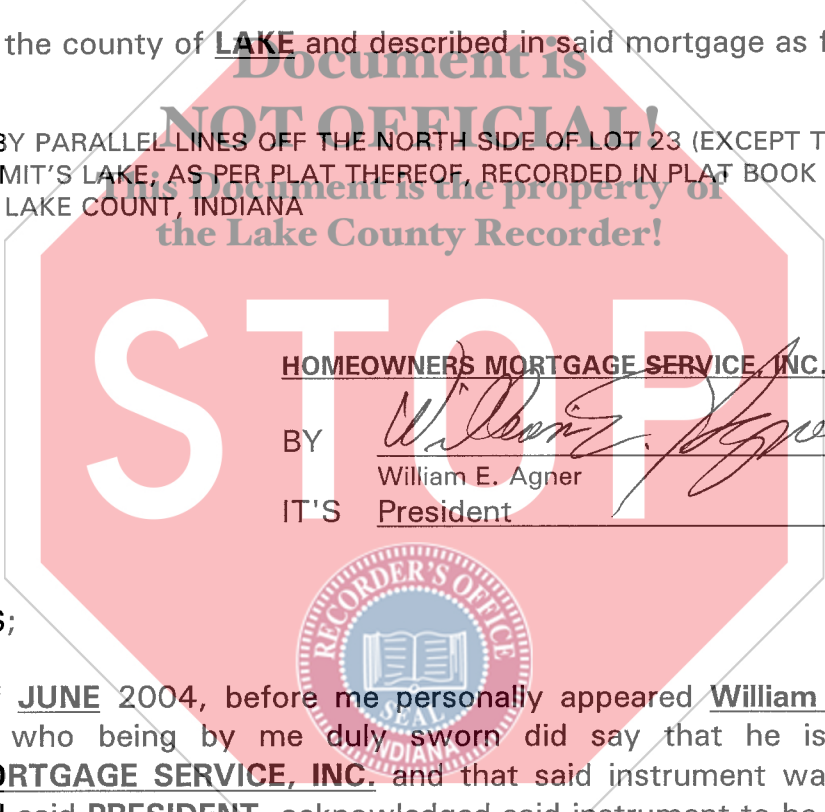 the county of LAKE and described in said mortgage as f
Document is
NOT OFFICIAL!
BY PARALLEL LINES OFF THE NORTH SIDE OF LOT 23 (EXCEPT T
MIT'S LAKE, AS PER PLAT THEREOF, RECORDED IN PLAT BOOK
This Document is the property of
LAKE COUNT, INDIANA
the Lake County Recorder!
STOP
HOMEOWNERS MORTGAGE SERVICE, INC.
BY William E. Agner
William E. Agner
IT'S President
RECORDER'S OFFICE
SEAL
INDIANA
S;
JUNE 2004, before me personally appeared William
who being by me duly sworn did say that he is
ORTGAGE SERVICE, INC. and that said instrument wa
said PRESIDENT, acknowledged said instrument to be